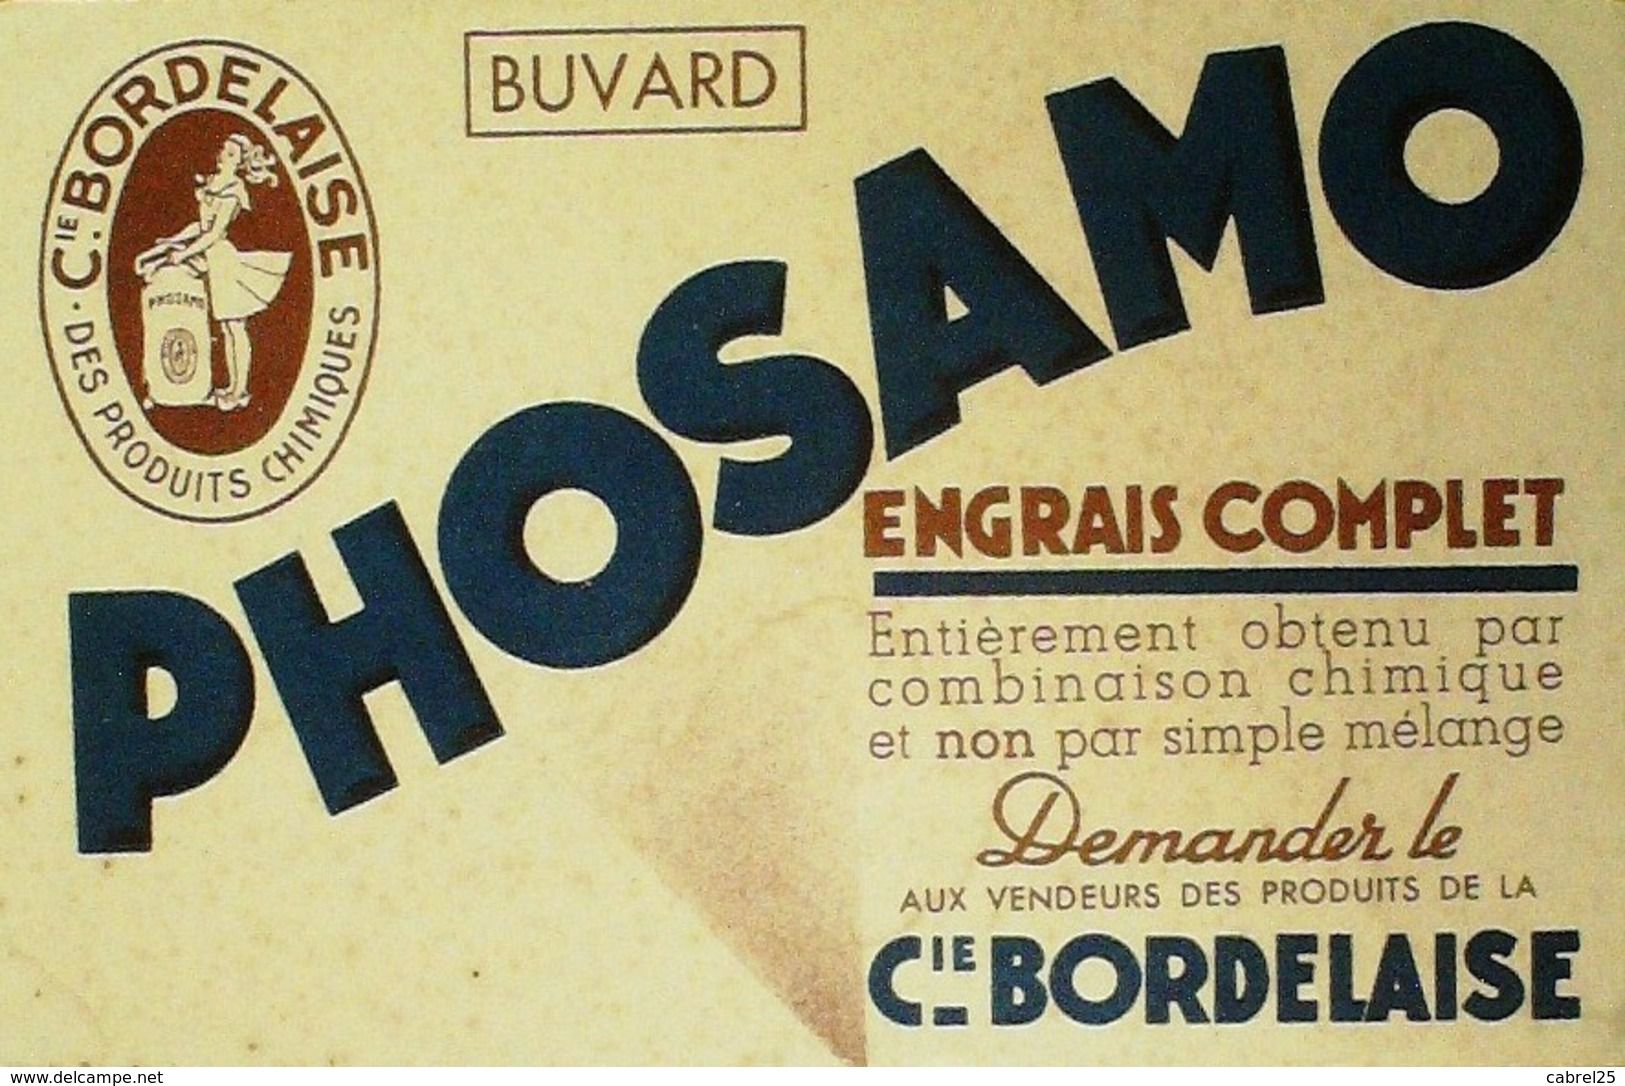 BUVARD
CIE BORDELAISE
DES PRODUITS CHIMIQUES
PHOSAMO
PHOSAMO
ENGRAIS COMPLET
Entièrement obtenu par
combinaison chimique
et non par simple mélange
Demander le
AUX VENDEURS DES PRODUITS DE LA
CIE BORDELAISE
www.delcampe.net
cabrel25